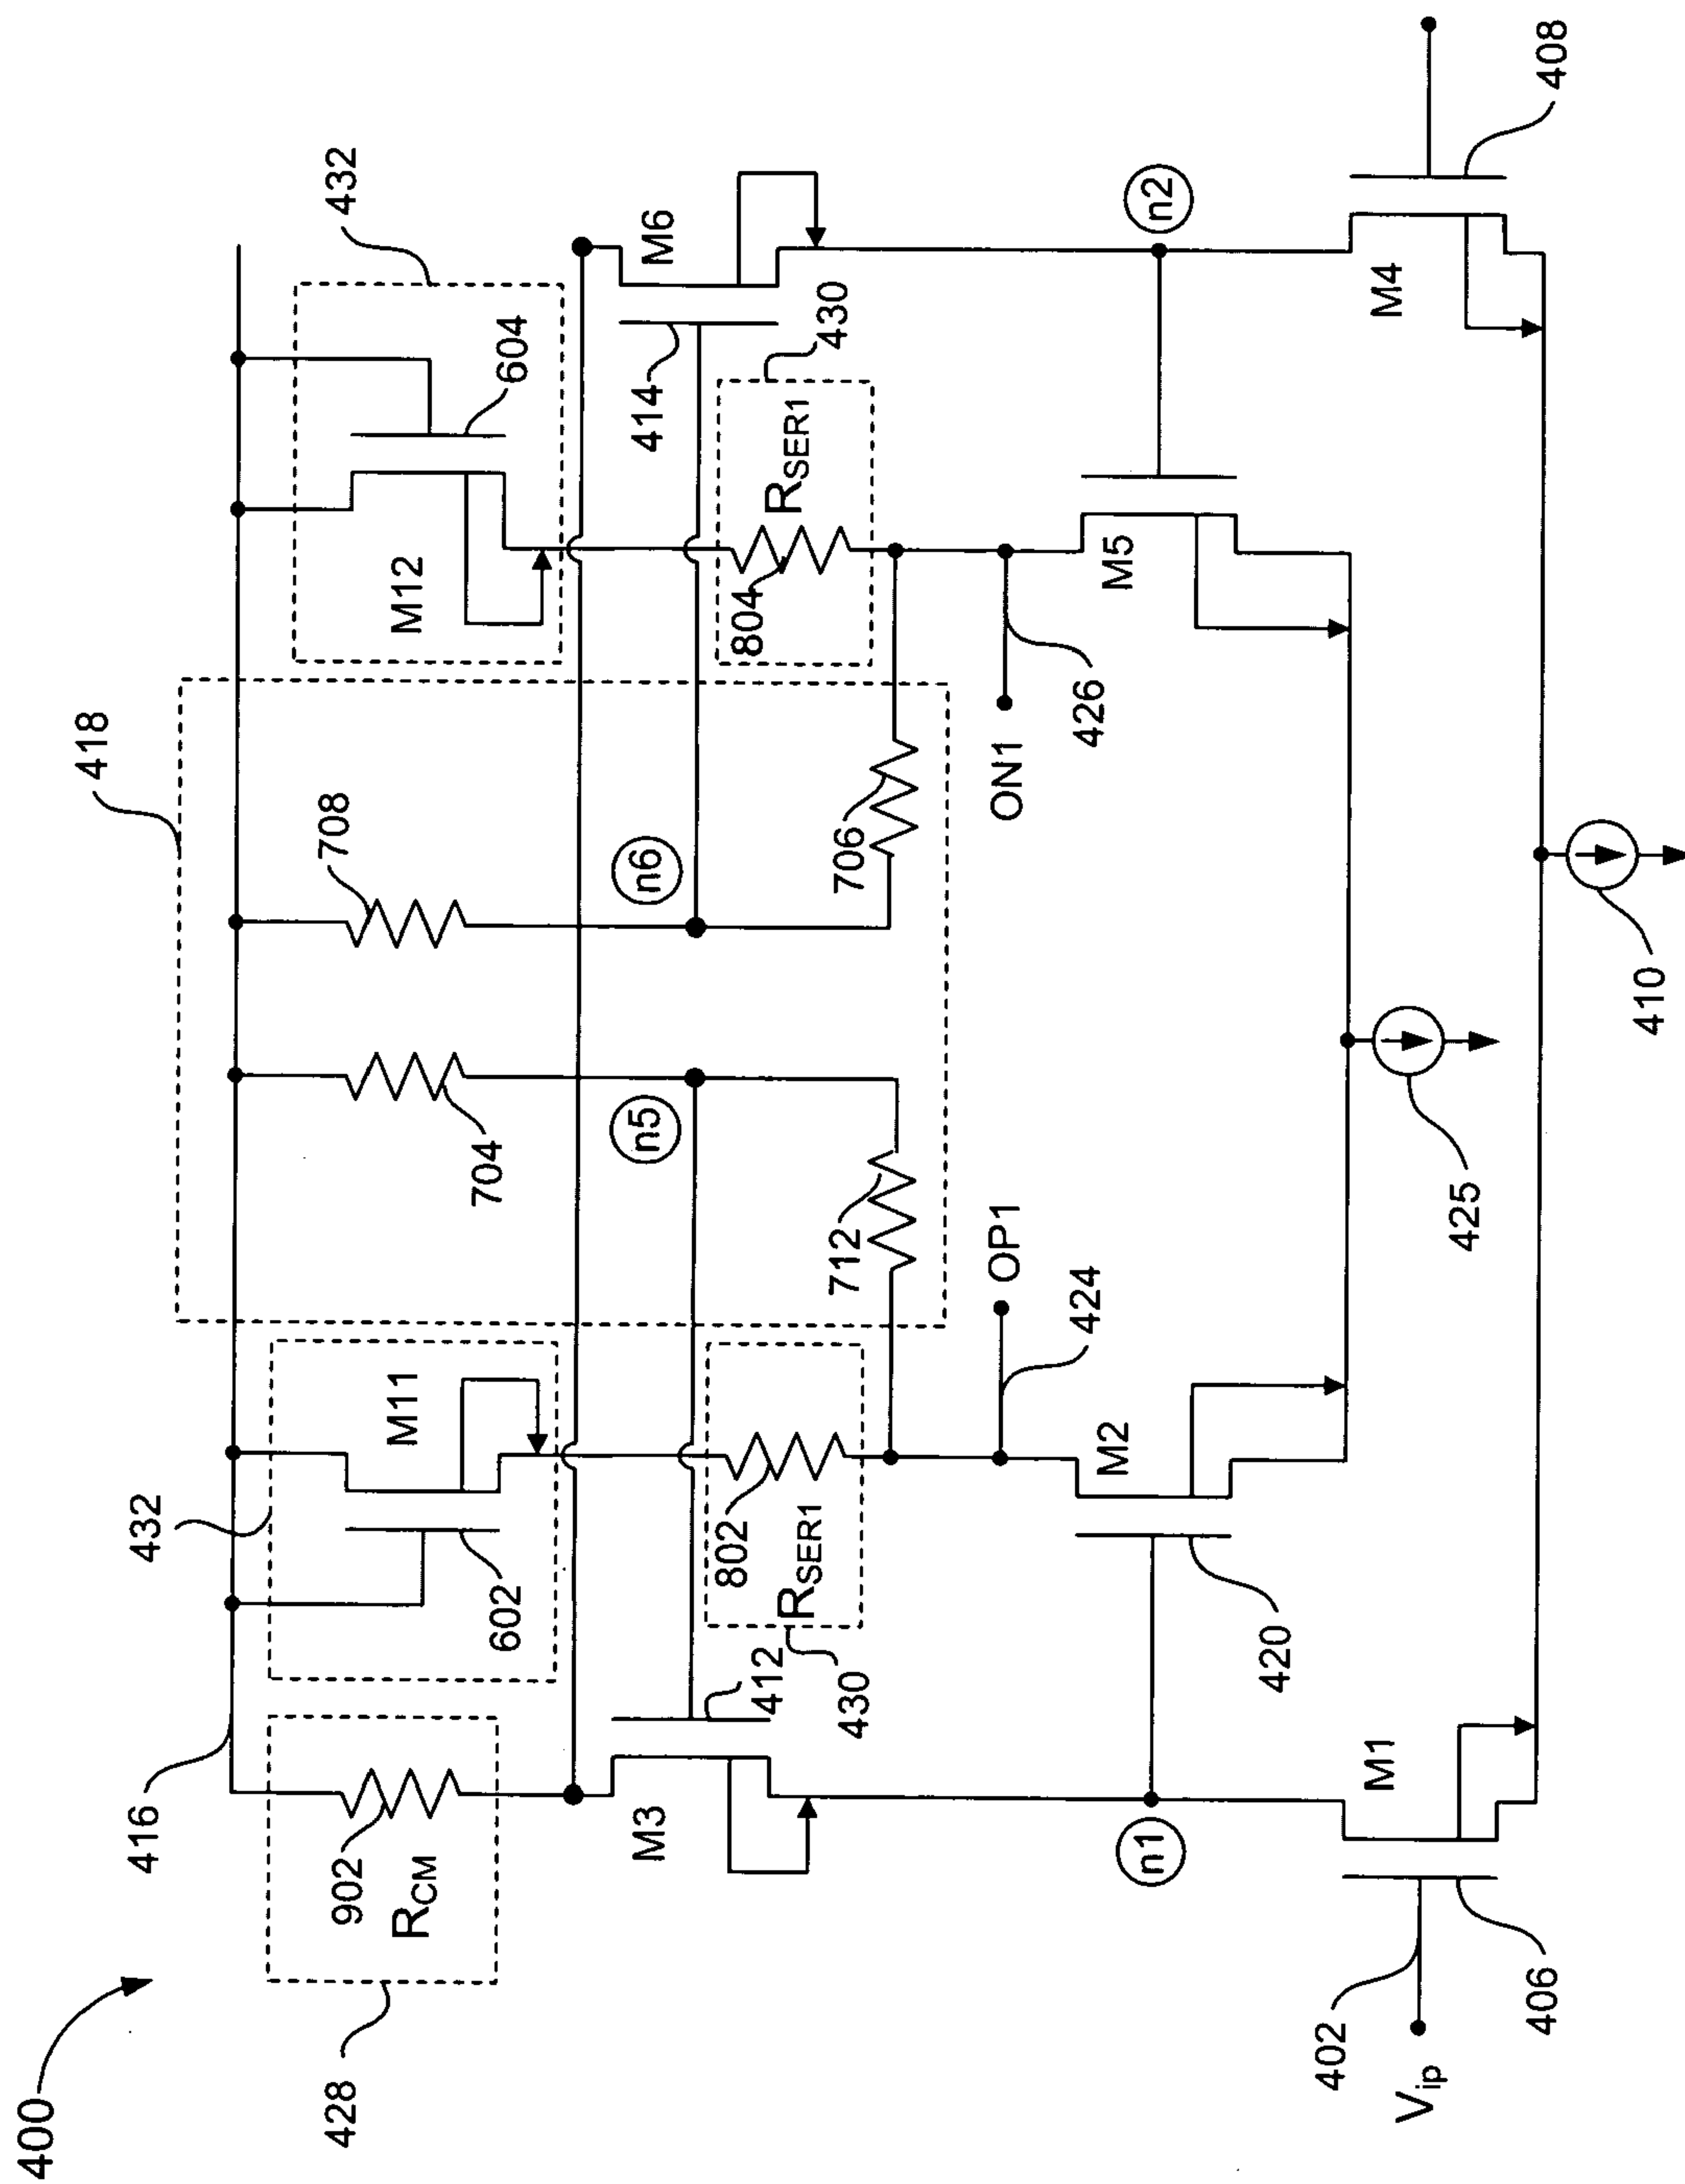 400
416
418
432
432
428
902
R_CM
M11
602
704
708
M12
604
M3
412
n5
n6
414
M6
802
R_SER1
430
712
706
804
R_SER1
430
OP1
424
ON1
426
n1
M2
420
M5
n2
425
V_ip
402
406
M1
410
M4
408